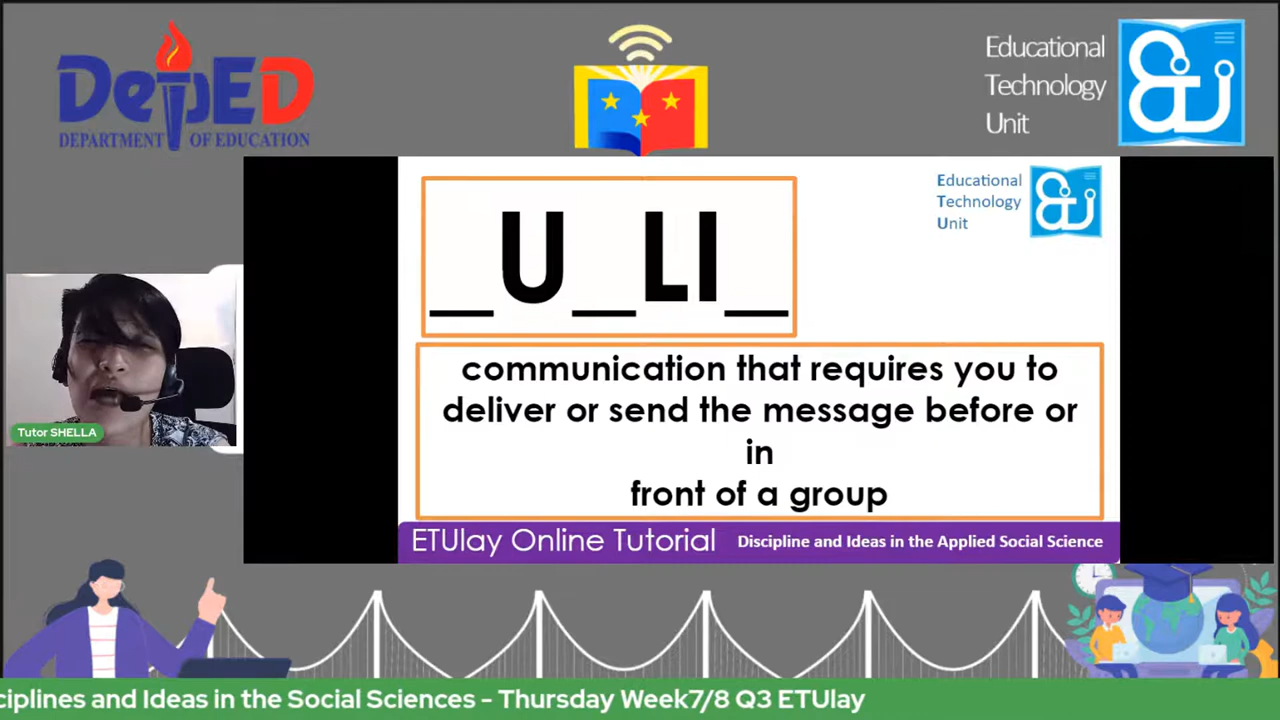 DepED
DEPARTMENT OF EDUCATION
Educational
Technology
Unit
Educational
Technology
Unit
_U_LI_
communication that requires you to
deliver or send the message before or
in
front of a group
Tutor SHELLA
ETUlay Online Tutorial Discipline and Ideas in the Applied Social Science
ciplines and Ideas in the Social Sciences - Thursday Week7/8 Q3 ETUlay